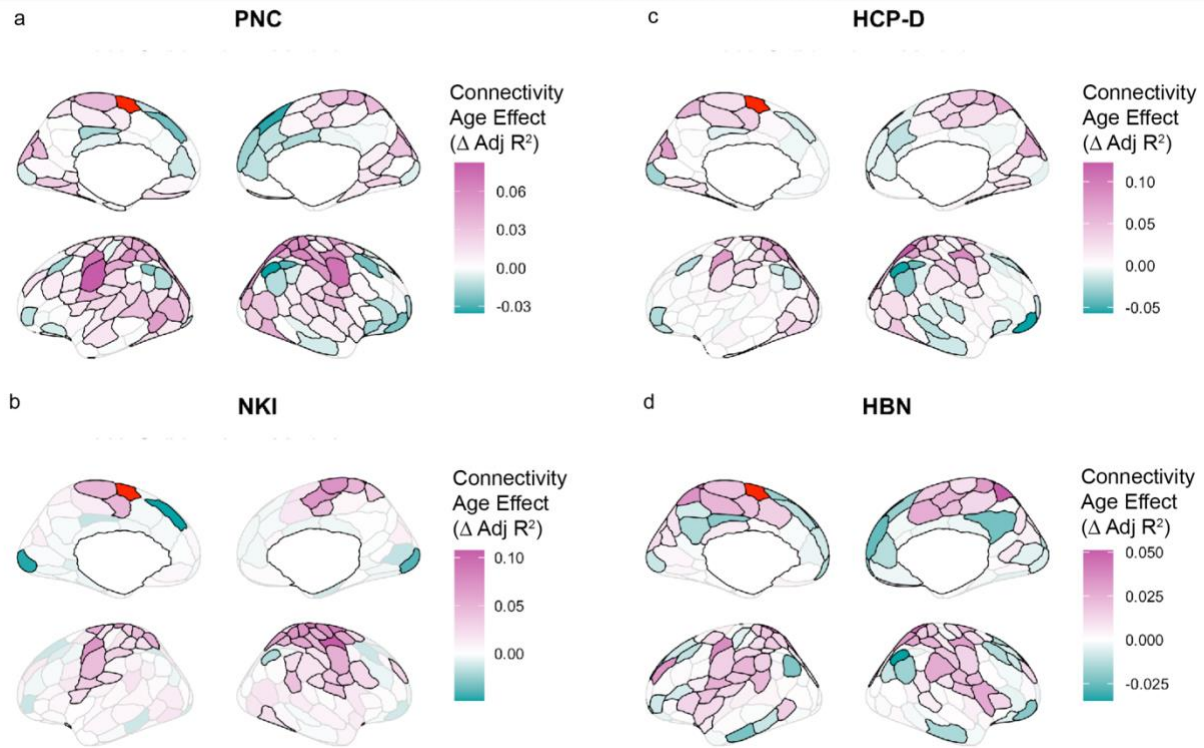 a
PNC
Connectivity
Age Effect
(Δ Adj R²)
0.06
0.03
0.00
-0.03
c
HCP-D
Connectivity
Age Effect
(Δ Adj R²)
0.10
0.05
0.00
-0.05
b
NKI
Connectivity
Age Effect
(Δ Adj R²)
0.10
0.05
0.00
d
HBN
Connectivity
Age Effect
(Δ Adj R²)
0.050
0.025
0.000
-0.025